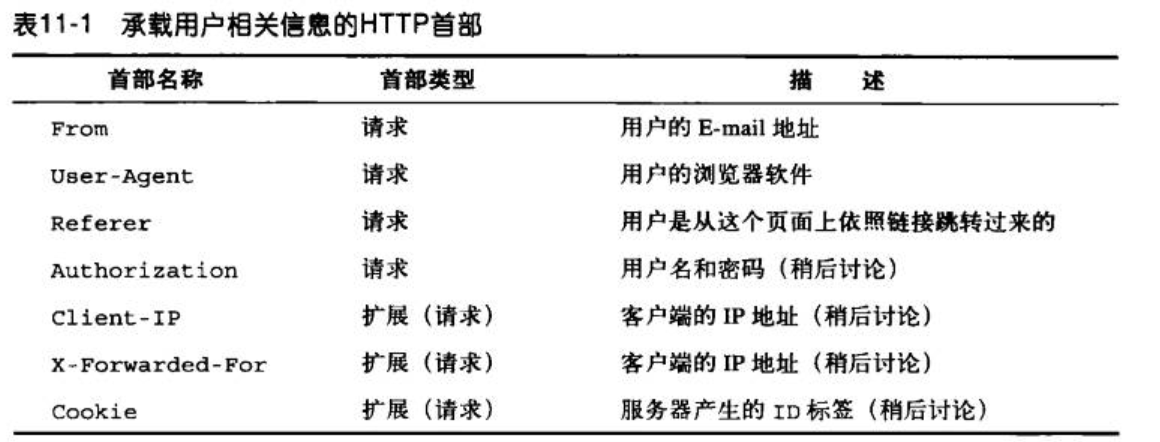 表11-1 承载用户相关信息的HTTP首部
首部名称 首部类型 描 述
From 请求 用户的 E-mail 地址
User-Agent 请求 用户的浏览器软件
Referer 请求 用户是从这个页面上依照链接跳转过来的
Authorization 请求 用户名和密码（稍后讨论）
Client-IP 扩展（请求） 客户端的 IP 地址（稍后讨论）
X-Forwarded-For 扩展（请求） 客户端的 IP 地址（稍后讨论）
Cookie 扩展（请求） 服务器产生的 ID 标签（稍后讨论）